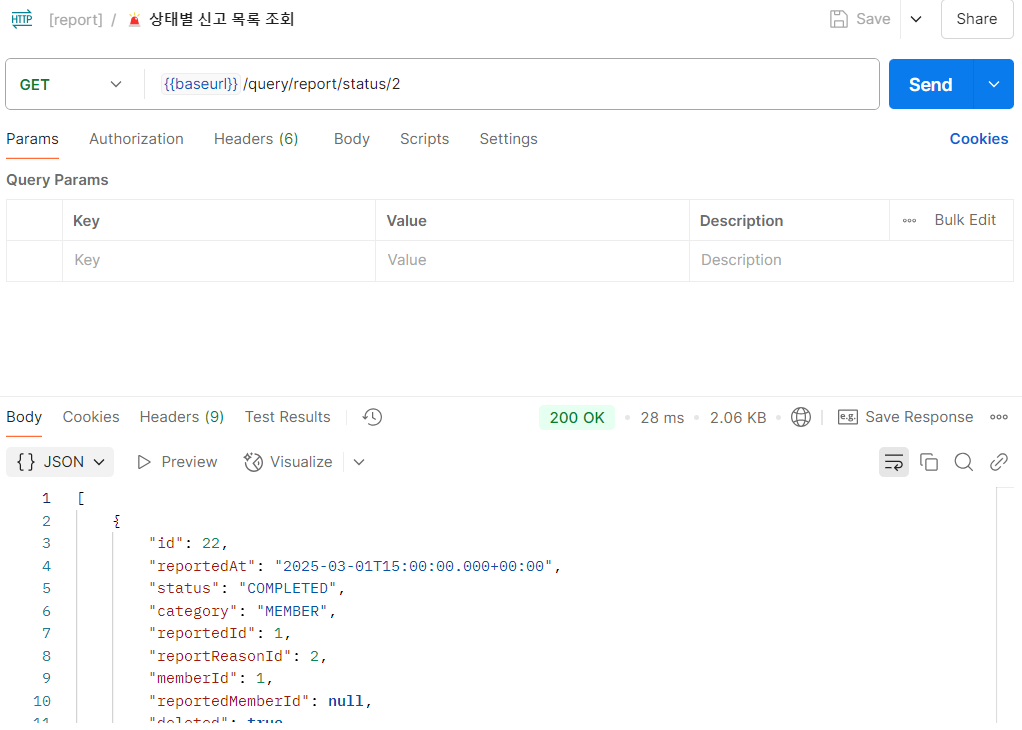 HTTP [report] / 🚨 상태별 신고 목록 조회 Save Share
GET {{baseurl}} /query/report/status/2 Send
Params Authorization Headers (6) Body Scripts Settings Cookies
Query Params
Key Value Description Bulk Edit
Key Value Description
Body Cookies Headers (9) Test Results 200 OK 28 ms 2.06 KB e.g. Save Response
{} JSON Preview Visualize
1 [
2 {
3 "id": 22,
4 "reportedAt": "2025-03-01T15:00:00.000+00:00",
5 "status": "COMPLETED",
6 "category": "MEMBER",
7 "reportedId": 1,
8 "reportReasonId": 2,
9 "memberId": 1,
10 "reportedMemberId": null,
11 "deleted": true